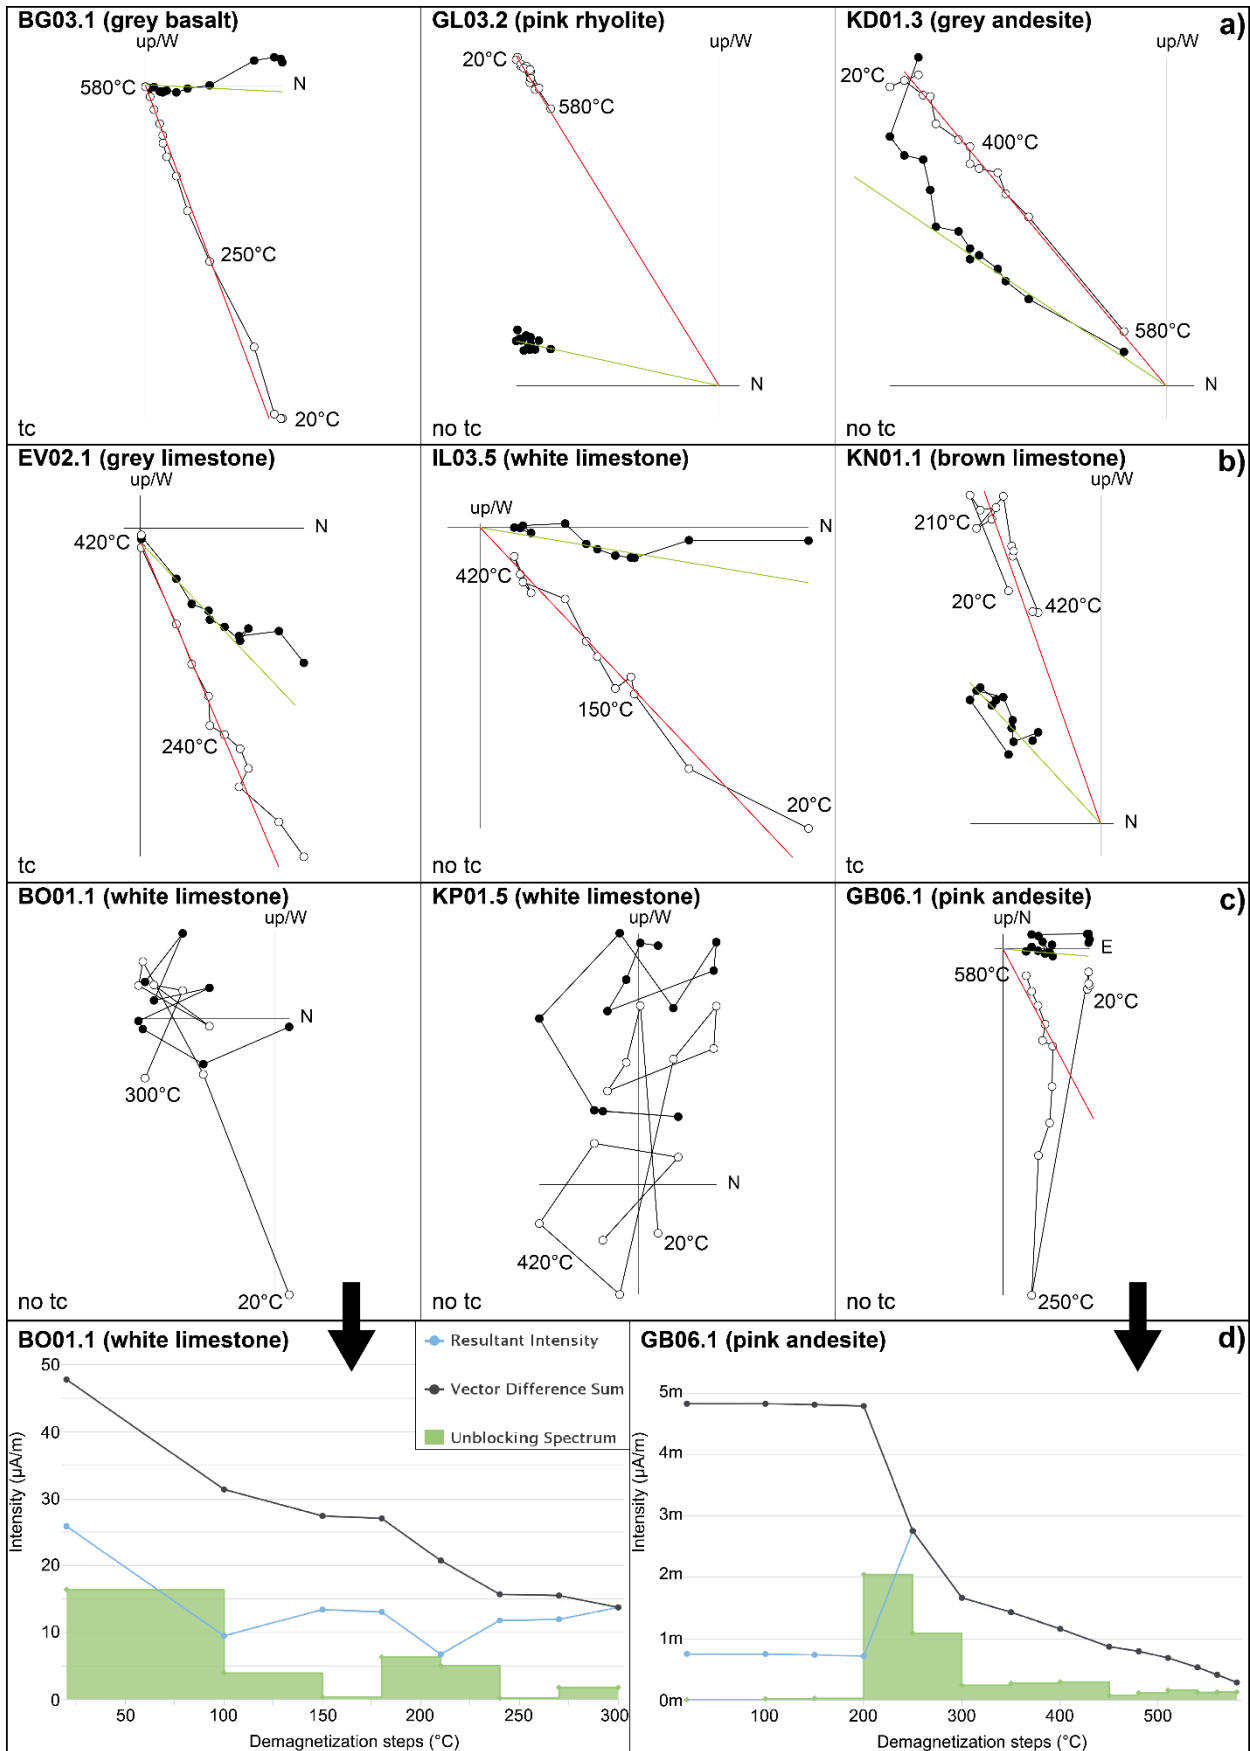 BG03.1 (grey basalt)
up/W
580°C
N
250°C
20°C
tc
GL03.2 (pink rhyolite)
20°C
580°C
N
no tc
KD01.3 (grey andesite)
a)
up/W
20°C
400°C
580°C
N
no tc
EV02.1 (grey limestone)
up/W
N
420°C
240°C
tc
IL03.5 (white limestone)
up/W
N
420°C
150°C
20°C
no tc
KN01.1 (brown limestone)
b)
up/W
210°C
20°C
420°C
N
tc
BO01.1 (white limestone)
up/W
N
300°C
20°C
no tc
KP01.5 (white limestone)
up/W
N
420°C
20°C
no tc
GB06.1 (pink andesite)
c)
up/N
E
580°C
20°C
250°C
no tc
BO01.1 (white limestone)
Resultant Intensity
Vector Difference Sum
Unblocking Spectrum
50
40
30
20
10
0
Intensity (μA/m)
50
100
150
200
250
300
Demagnetization steps (°C)
GB06.1 (pink andesite)
d)
5m
4m
3m
2m
1m
0m
Intensity (μA/m)
100
200
300
400
500
Demagnetization steps (°C)